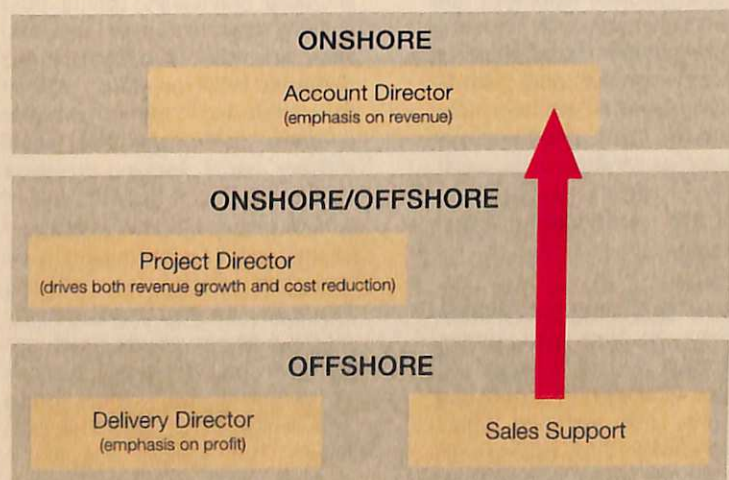 ONSHORE
Account Director
(emphasis on revenue)
ONSHORE/OFFSHORE
Project Director
(drives both revenue growth and cost reduction)
OFFSHORE
Delivery Director
(emphasis on profit)
Sales Support